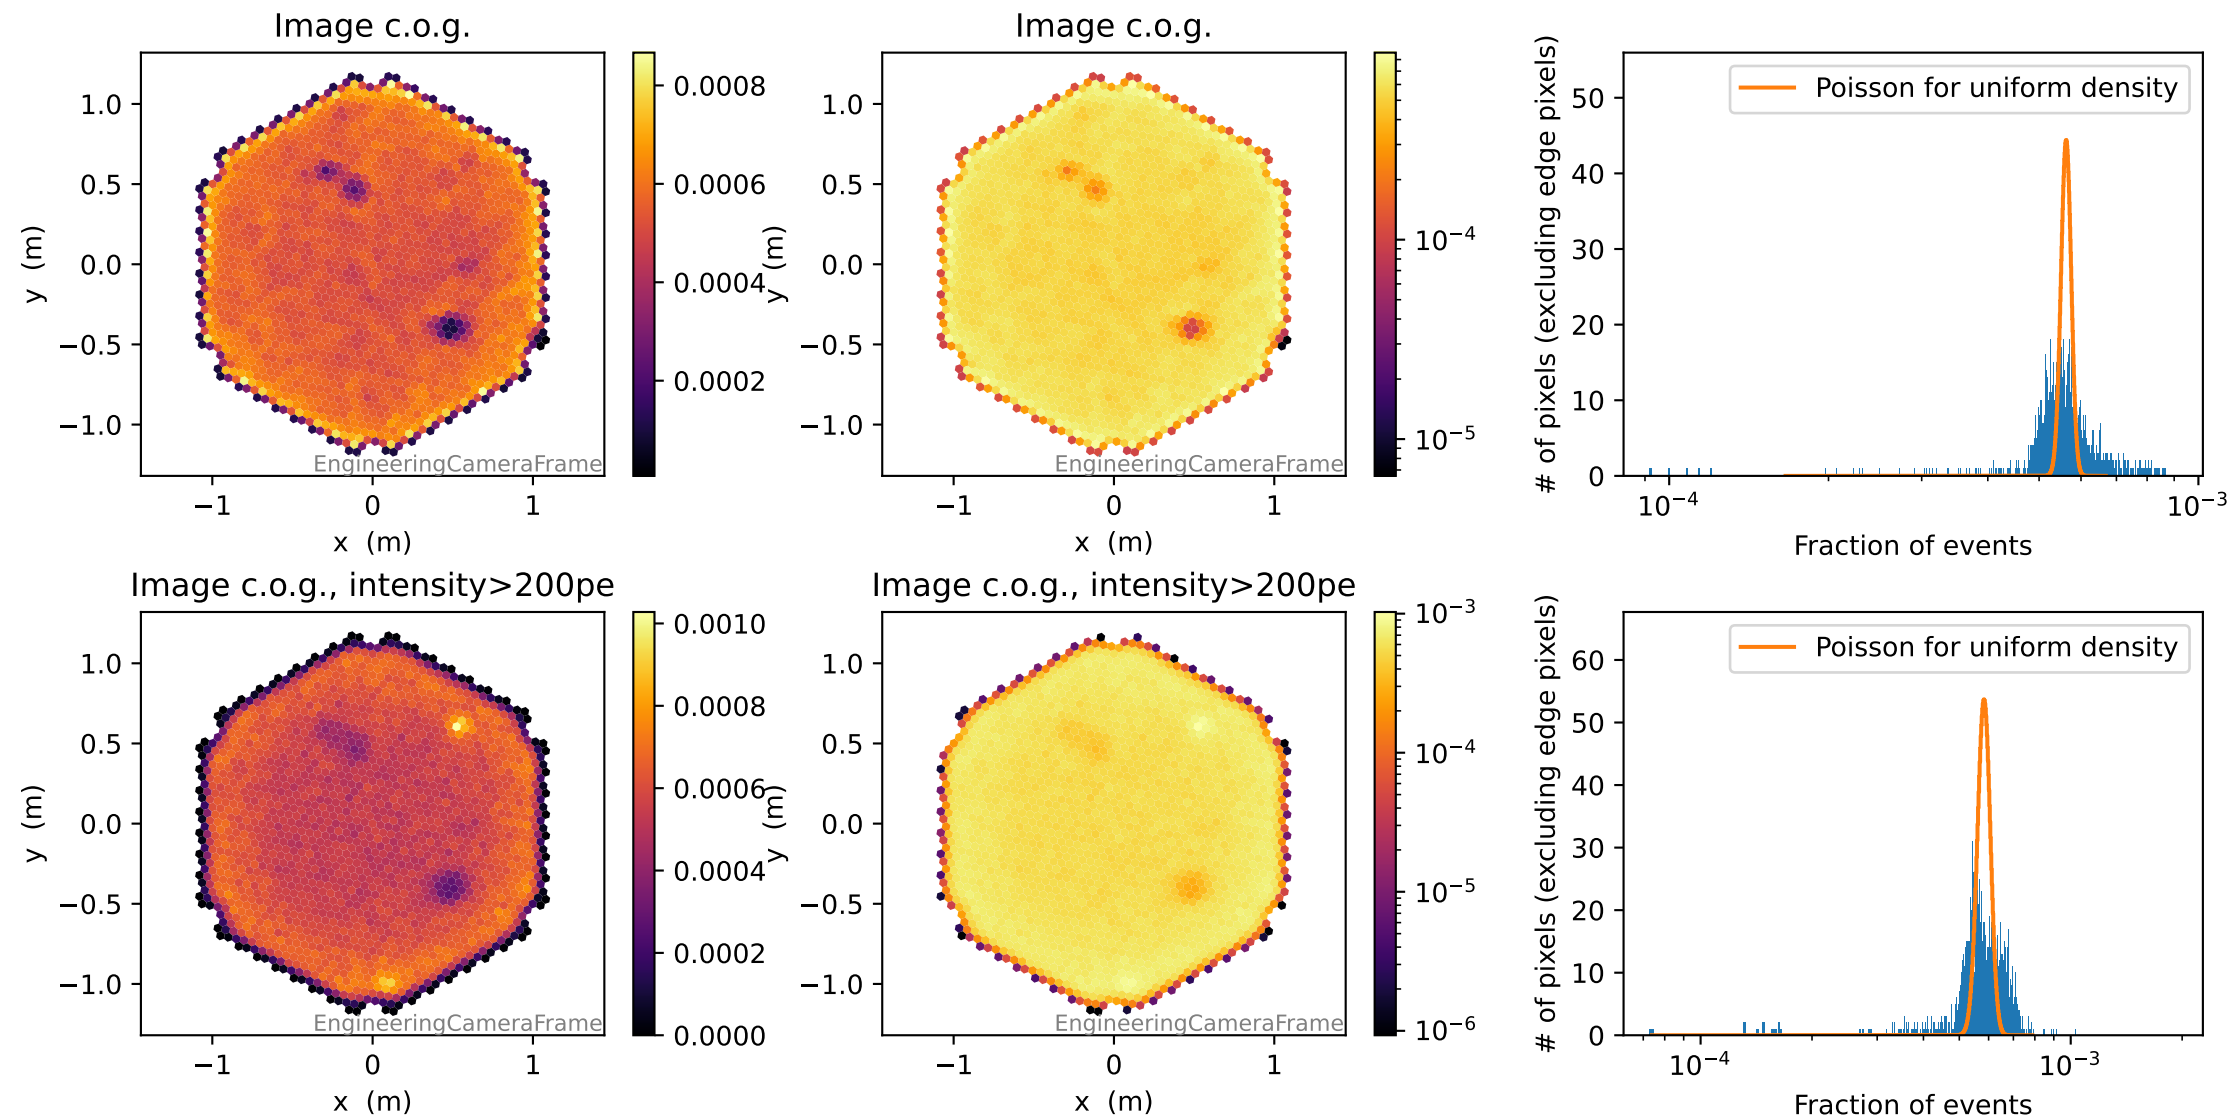 Image c.o.g.
y (m)
1.0
0.5
0.0
−0.5
−1.0
−1
0
1
x (m)
EngineeringCameraFrame
0.0008
0.0006
0.0004
0.0002
Image c.o.g.
y (m)
1.0
0.5
0.0
−0.5
−1.0
−1
0
1
x (m)
EngineeringCameraFrame
10⁻⁴
10⁻⁵
# of pixels (excluding edge pixels)
50
40
30
20
10
0
Poisson for uniform density
10⁻⁴
10⁻³
Fraction of events
Image c.o.g., intensity>200pe
y (m)
1.0
0.5
0.0
−0.5
−1.0
−1
0
1
x (m)
EngineeringCameraFrame
0.0010
0.0008
0.0006
0.0004
0.0002
0.0000
Image c.o.g., intensity>200pe
y (m)
1.0
0.5
0.0
−0.5
−1.0
−1
0
1
x (m)
EngineeringCameraFrame
10⁻³
10⁻⁴
10⁻⁵
10⁻⁶
# of pixels (excluding edge pixels)
60
50
40
30
20
10
0
Poisson for uniform density
10⁻⁴
10⁻³
Fraction of events